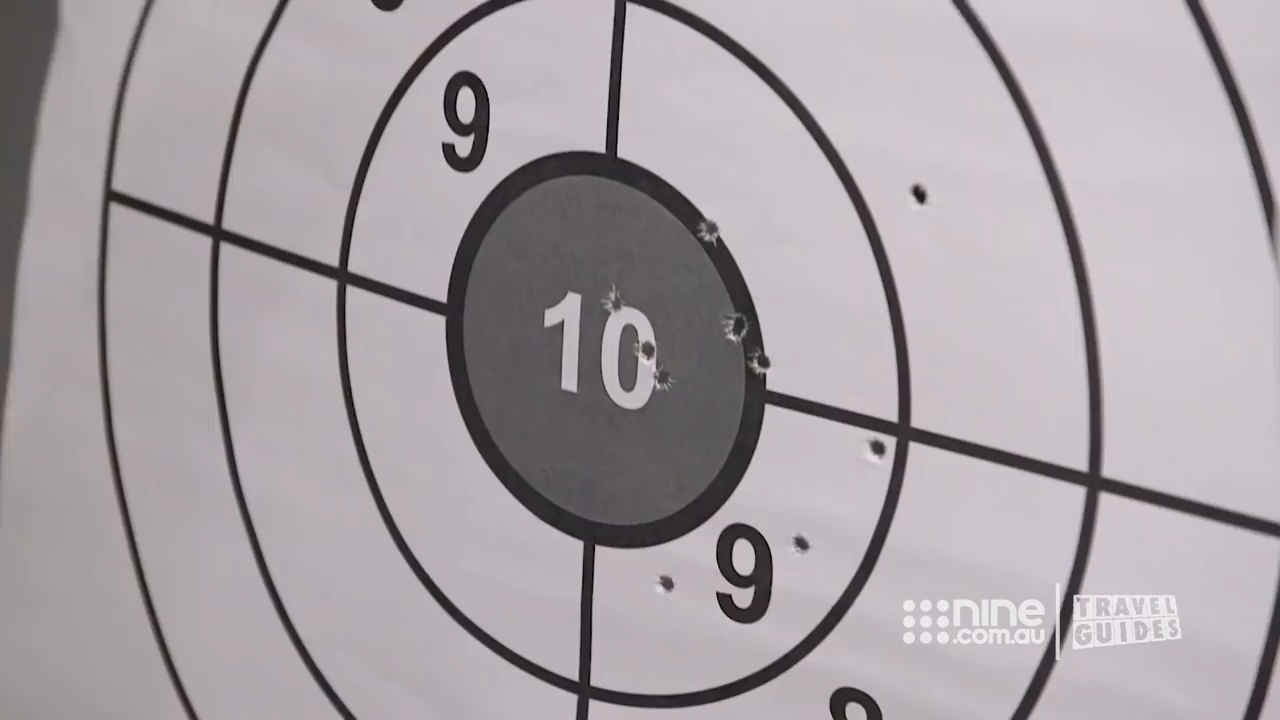 9
10
9
nine
.com.au
TRAVEL
GUIDES